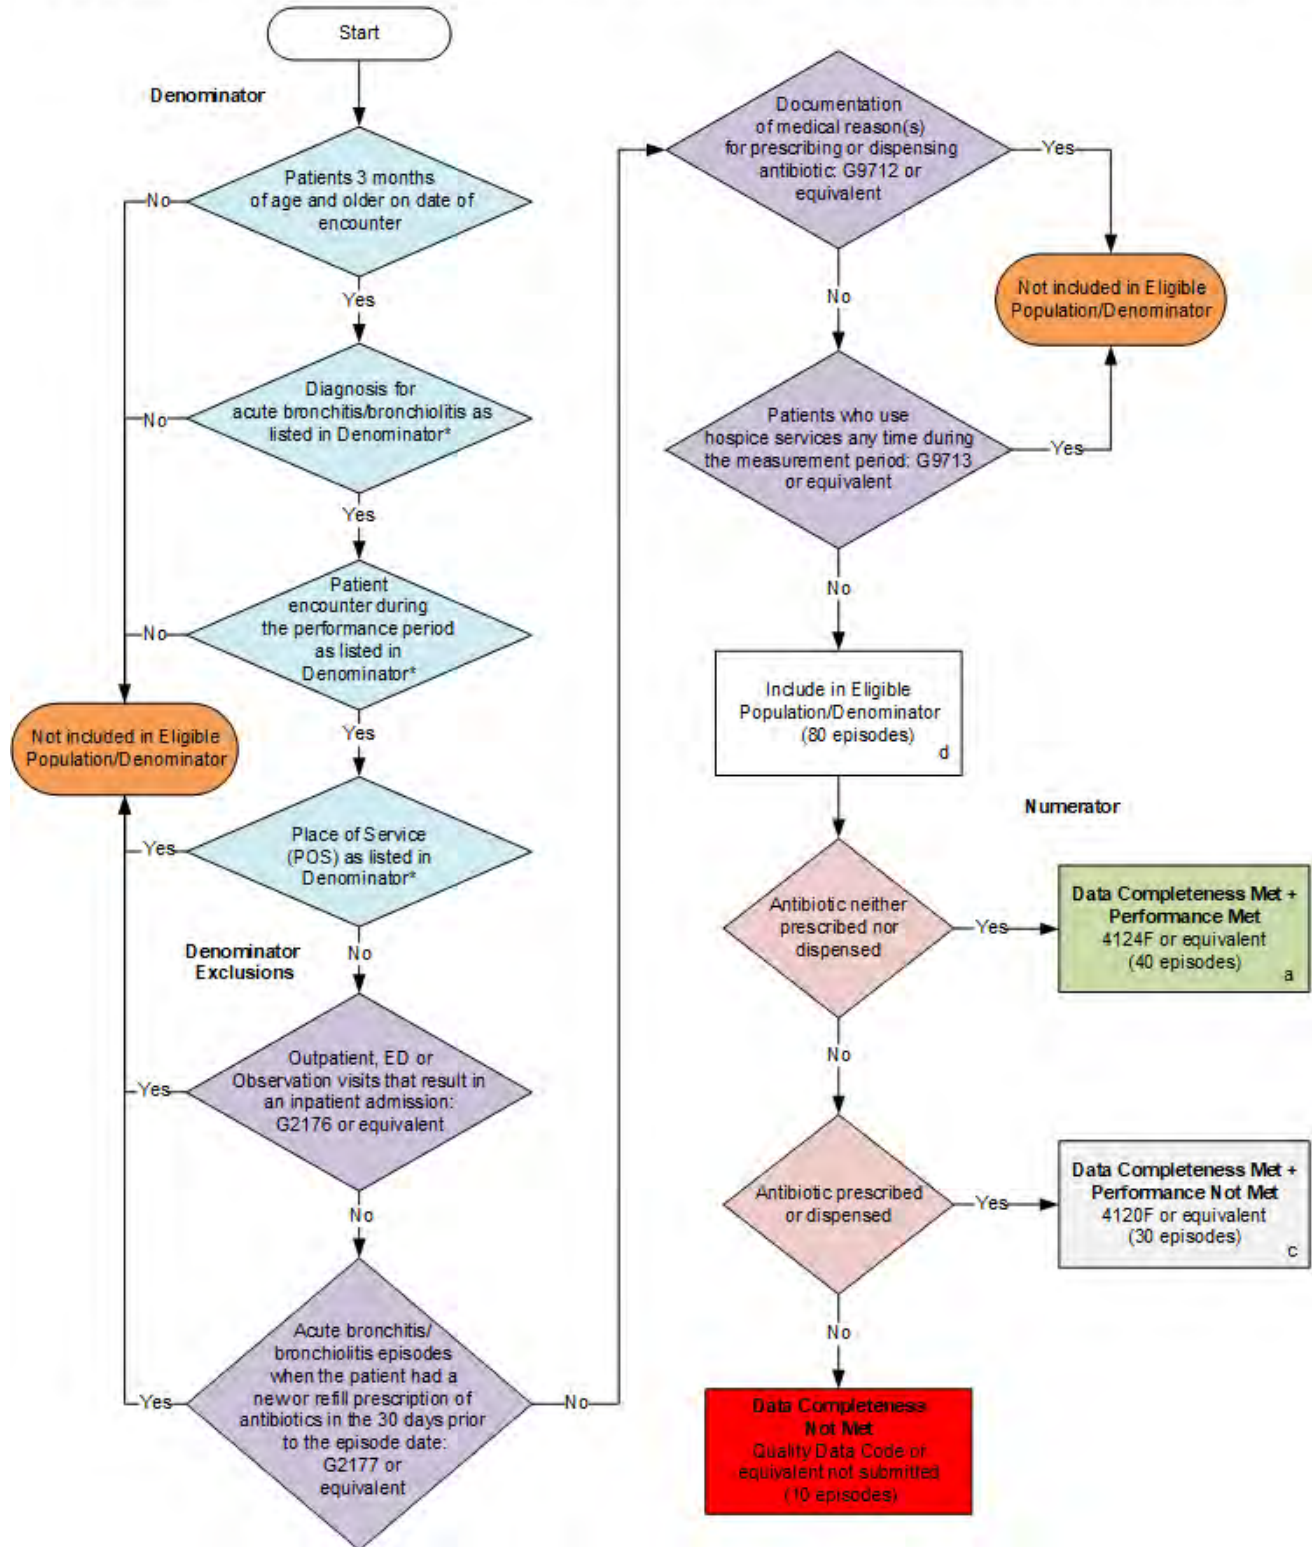 Start
Denominator
Patients 3 months
of age and older on date of
encounter
No
Yes
Diagnosis for
acute bronchitis/bronchiolitis as
listed in Denominator*
No
Yes
Patient
encounter during
the performance period
as listed in
Denominator*
No
Yes
Not included in Eligible
Population/Denominator
Place of Service
(POS) as listed in
Denominator*
Yes
No
Denominator
Exclusions
Outpatient, ED or
Observation visits that result in
an inpatient admission:
G2176 or equivalent
Yes
No
Acute bronchitis/
bronchiolitis episodes
when the patient had a
new or refill prescription of
antibiotics in the 30 days prior
to the episode date:
G2177 or
equivalent
Yes
No
Documentation
of medical reason(s)
for prescribing or dispensing
antibiotic: G9712 or
equivalent
Yes
No
Not included in Eligible
Population/Denominator
Patients who use
hospice services any time during
the measurement period: G9713
or equivalent
Yes
No
Include in Eligible
Population/Denominator
(80 episodes)
d
Numerator
Antibiotic neither
prescribed nor
dispensed
Yes
Data Completeness Met +
Performance Met
4124F or equivalent
(40 episodes)
a
No
Antibiotic prescribed
or dispensed
Yes
Data Completeness Met +
Performance Not Met
4120F or equivalent
(30 episodes)
c
No
Data Completeness
Not Met
Quality Data Code or
equivalent not submitted
(10 episodes)